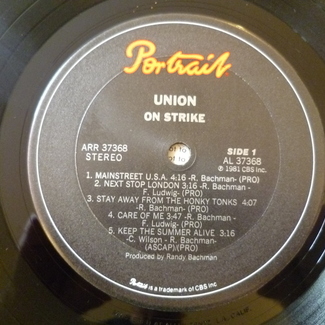 Portrait
UNION
ON STRIKE
ARR 37368
STEREO
SIDE 1
AL 37368
℗ 1981 CBS Inc.
1. MAINSTREET U.S.A. 4:16 -R. Bachman- (PRO)
2. NEXT STOP LONDON 3:16 -R. Bachman -
F. Ludwig- (PRO)
3. STAY AWAY FROM THE HONKY TONKS 4:07
-R. Bachman- (PRO)
4. CARE OF ME 3:47 -R. Bachman -
F. Ludwig- (PRO)
5. KEEP THE SUMMER ALIVE 3:16
-C. Wilson - R. Bachman-
(ASCAP)/(PRO)
Produced by Randy Bachman
Portrait is a trademark of CBS Inc